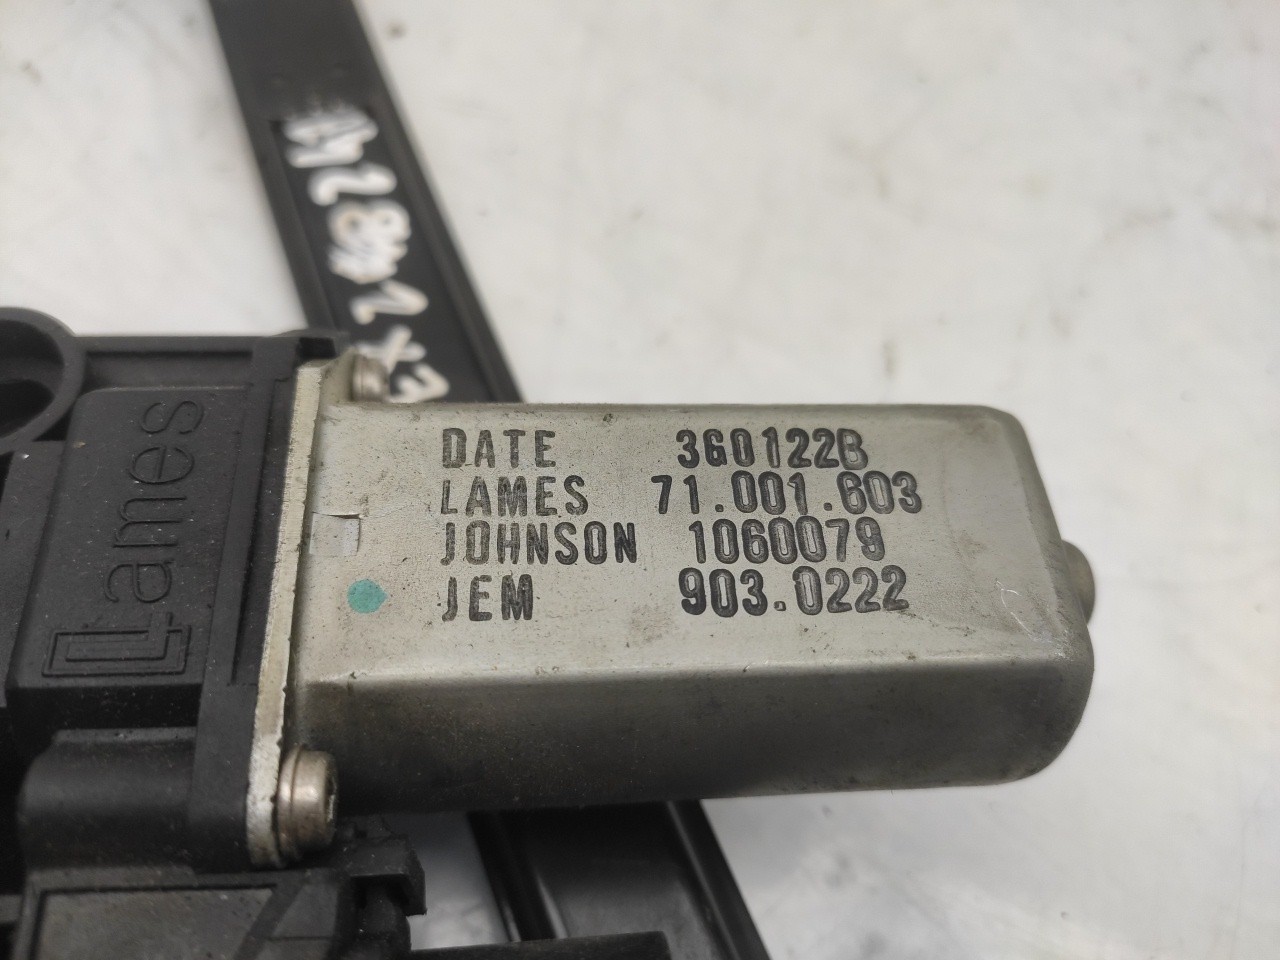 DATE 3G0122B
LAMES 71.001.603
JOHNSON 1060079
JEM 903.0222
Lames